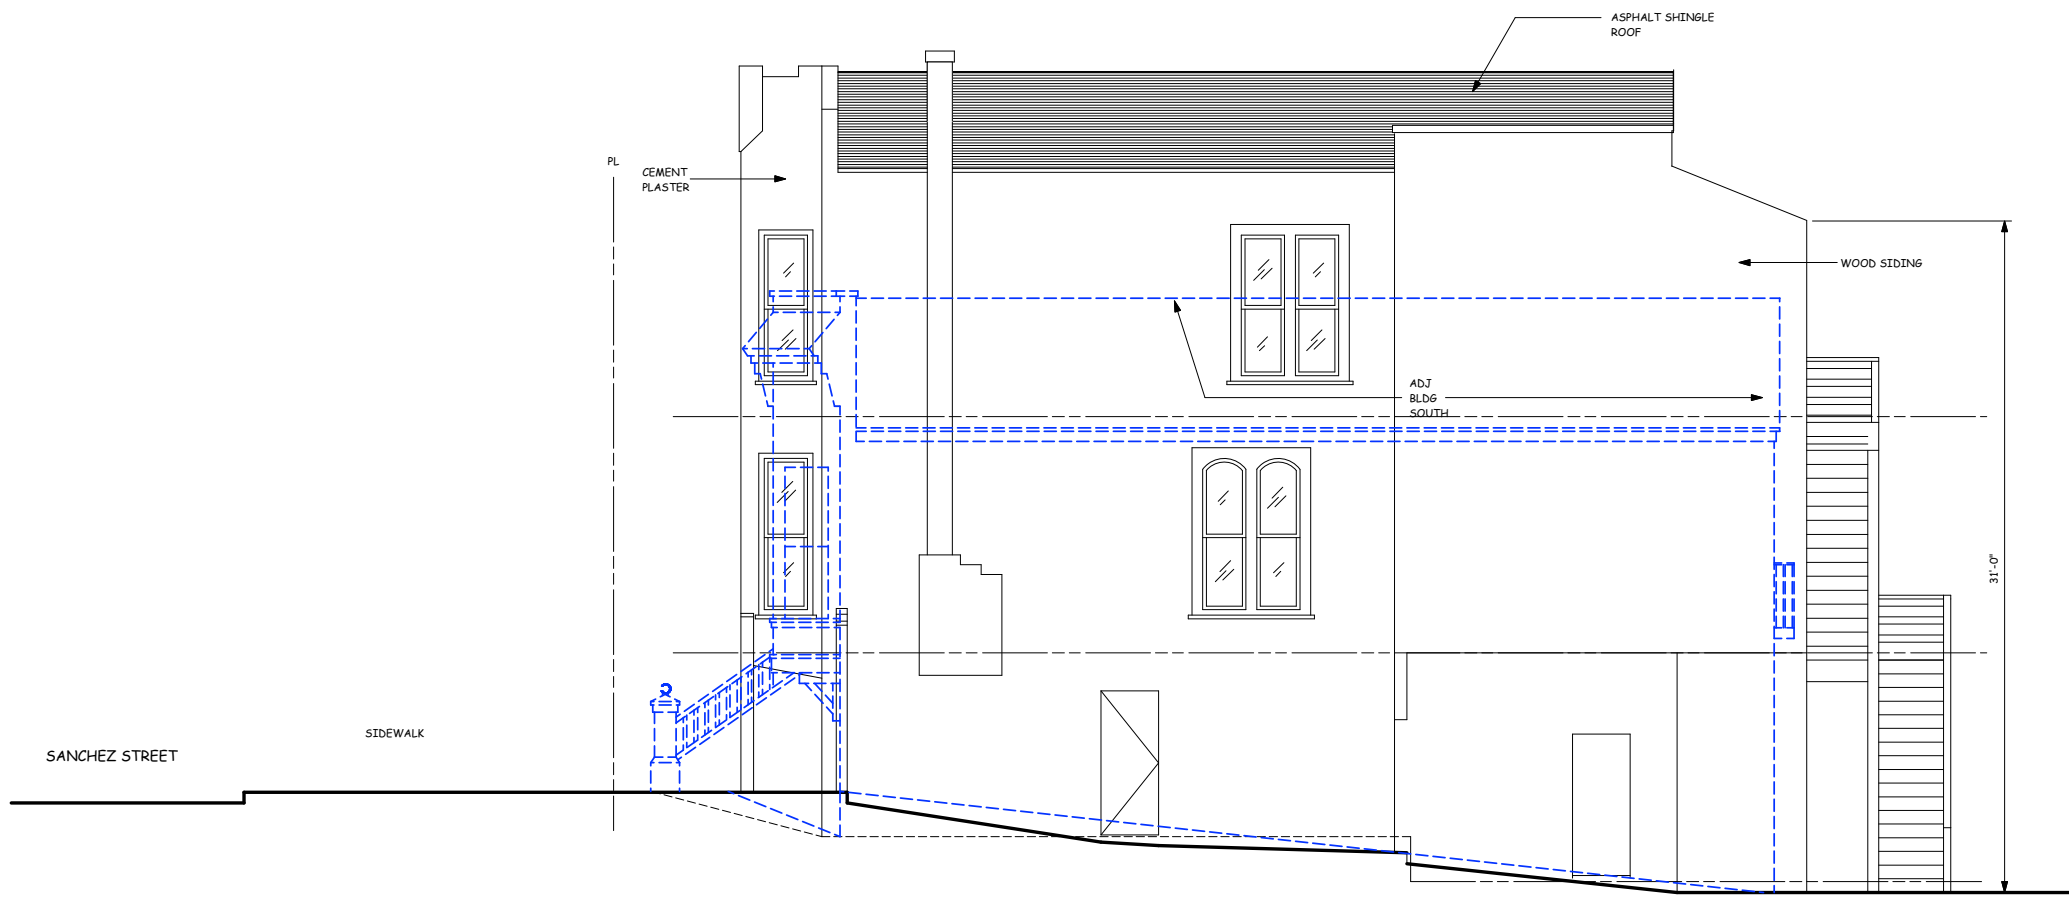 ASPHALT SHINGLE
ROOF
PL
CEMENT
PLASTER
WOOD SIDING
ADJ
BLDG
SOUTH
31'-0"
SIDEWALK
SANCHEZ STREET